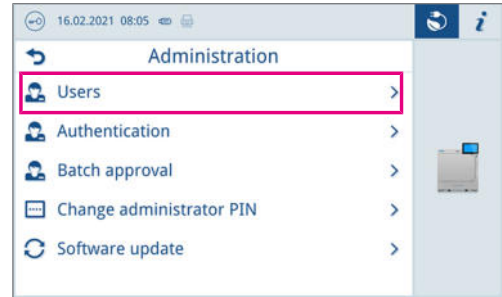 16.02.2021 08:05
i
Administration
Users
Authentication
Batch approval
Change administrator PIN
Software update